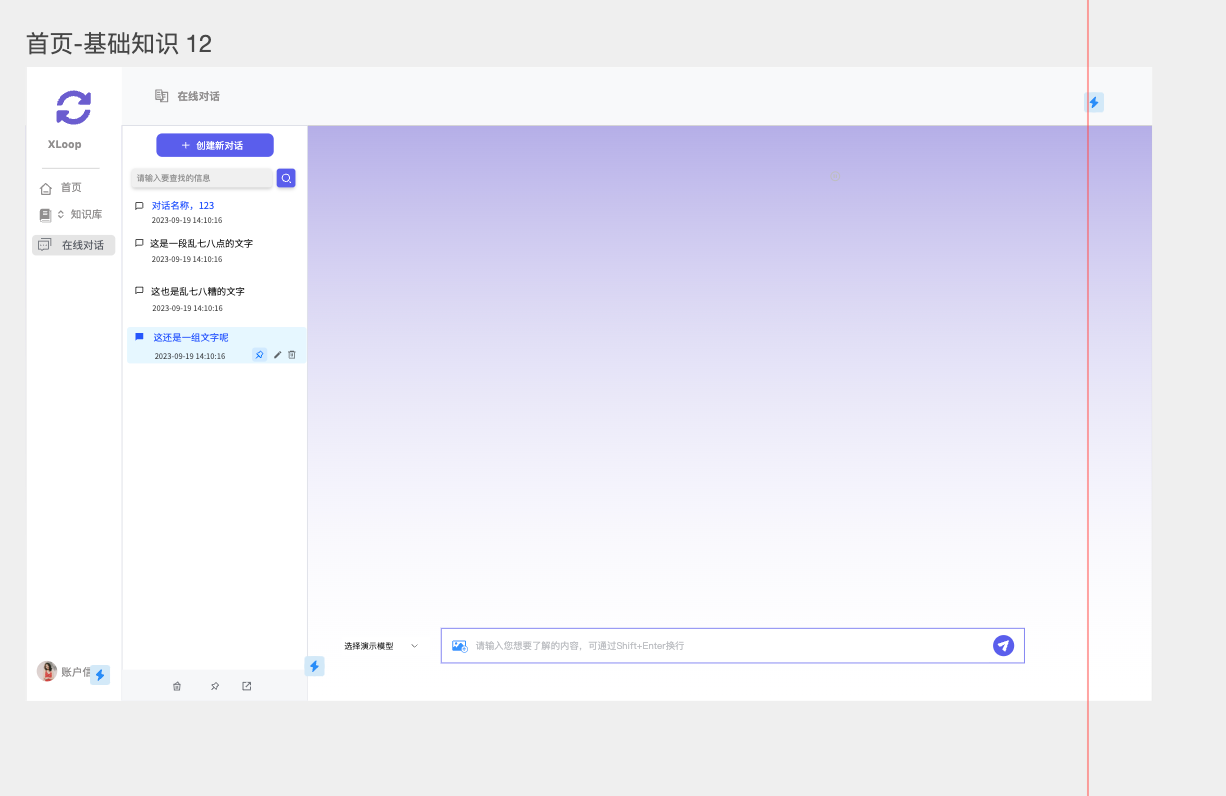 首页-基础知识 12
XLoop
首页
知识库
在线对话
账户信
在线对话
+ 创建新对话
请输入要查找的信息
对话名称，123
2023-09-19 14:10:16
这是一段乱七八点的文字
2023-09-19 14:10:16
这也是乱七八糟的文字
2023-09-19 14:10:16
这还是一组文字呢
2023-09-19 14:10:16
选择演示模型
请输入您想要了解的内容，可通过Shift+Enter换行